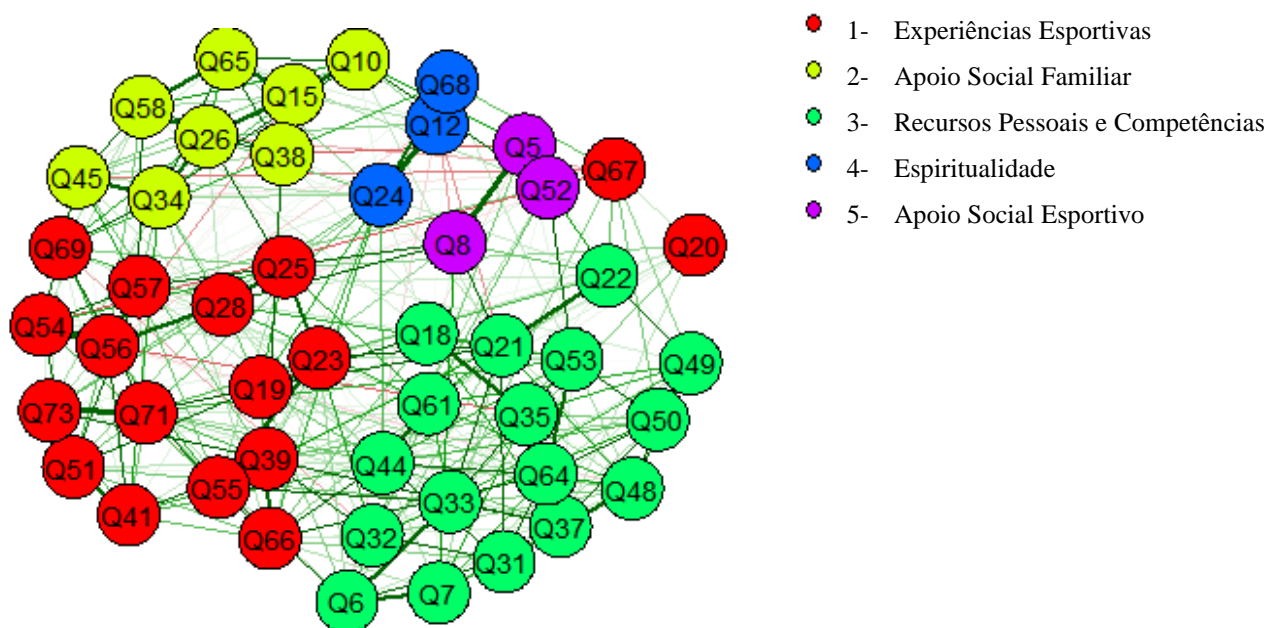 Q65
Q10
Q68
Q58
Q15
Q12
Q26
Q38
Q5
Q67
Q45
Q34
Q24
Q52
Q69
Q8
Q20
Q57
Q25
Q22
Q28
Q54
Q56
Q18
Q21
Q23
Q53
Q49
Q19
Q73
Q71
Q61
Q35
Q50
Q51
Q39
Q44
Q64
Q55
Q48
Q41
Q33
Q66
Q32
Q37
Q31
Q6
Q7
1- Experiências Esportivas
2- Apoio Social Familiar
3- Recursos Pessoais e Competências
4- Espiritualidade
5- Apoio Social Esportivo